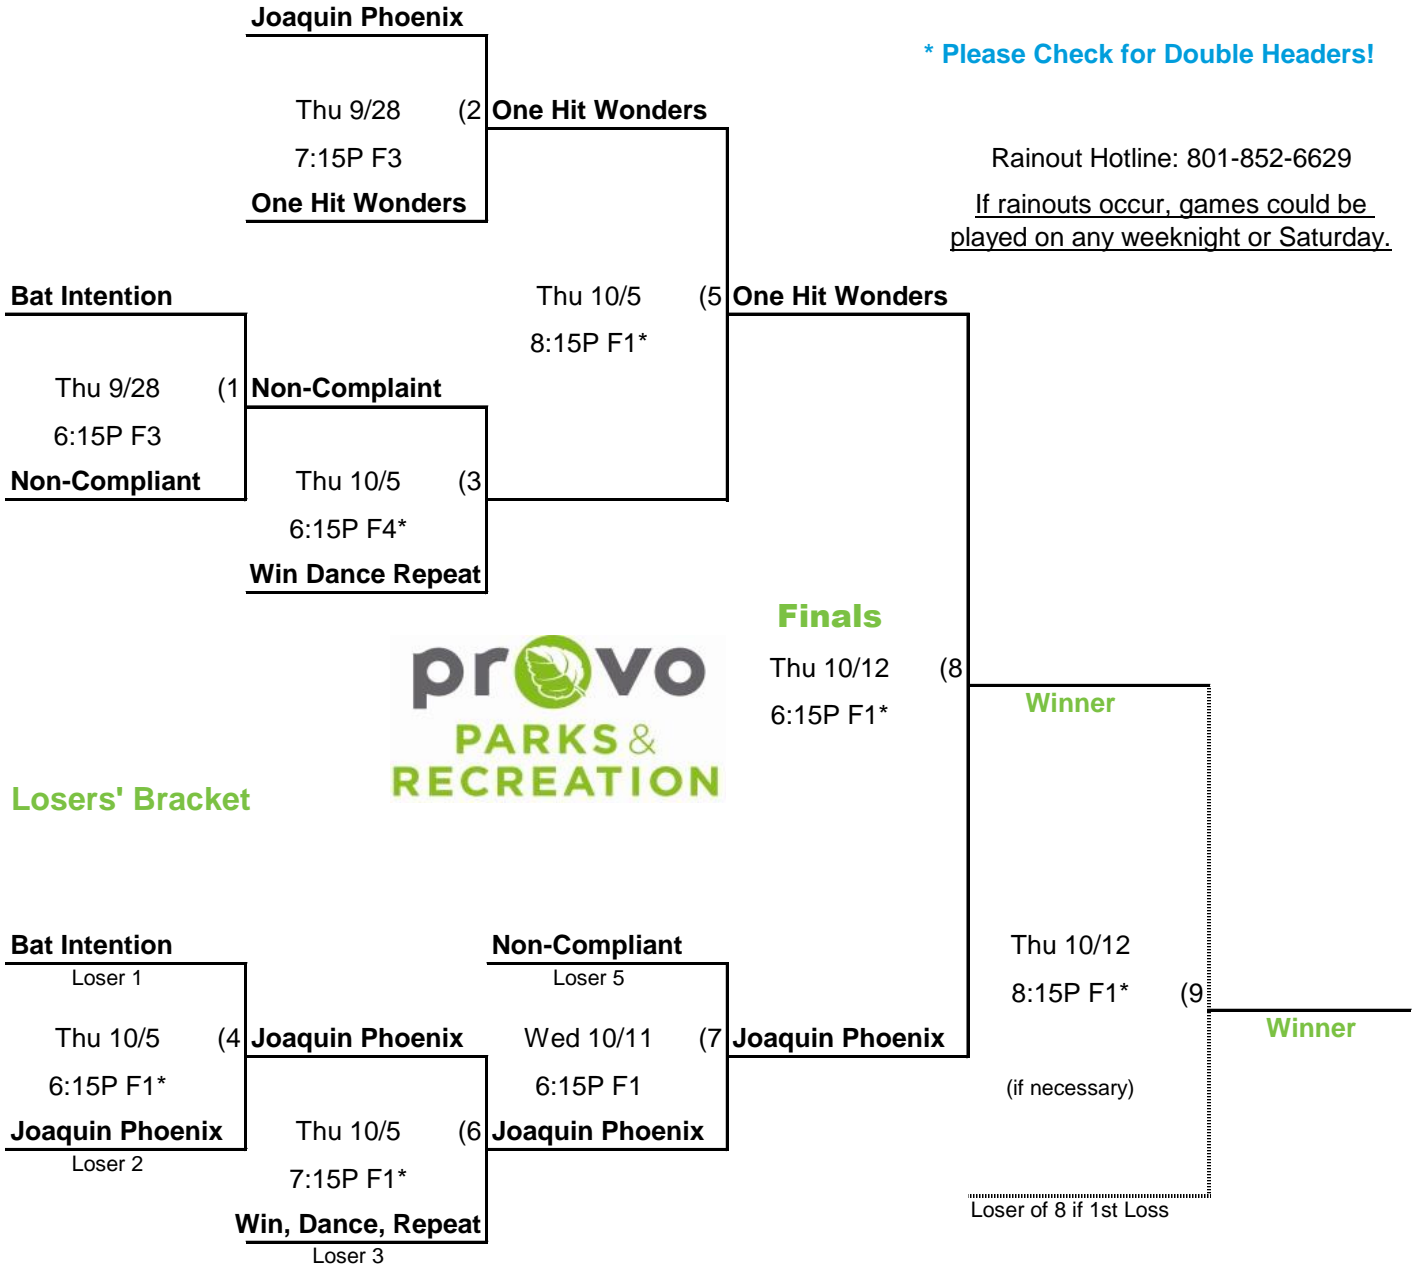 Joaquin Phoenix
* Please Check for Double Headers!
Thu 9/28 (2 One Hit Wonders
7:15P F3
Rainout Hotline: 801-852-6629
One Hit Wonders
If rainouts occur, games could be
played on any weeknight or Saturday.
Bat Intention
Thu 10/5 (5 One Hit Wonders
8:15P F1*
Thu 9/28 (1 Non-Complaint
6:15P F3
Non-Compliant
Thu 10/5 (3
6:15P F4*
Win Dance Repeat
Finals
Thu 10/12 (8
6:15P F1*
Winner
provo
PARKS &
RECREATION
Losers' Bracket
Bat Intention
Loser 1
Non-Compliant
Loser 5
Thu 10/12
8:15P F1* (9
Thu 10/5 (4 Joaquin Phoenix
6:15P F1*
Wed 10/11 (7 Joaquin Phoenix
6:15P F1
Winner
(if necessary)
Joaquin Phoenix
Loser 2
Thu 10/5 (6 Joaquin Phoenix
7:15P F1*
Win, Dance, Repeat
Loser 3
Loser of 8 if 1st Loss